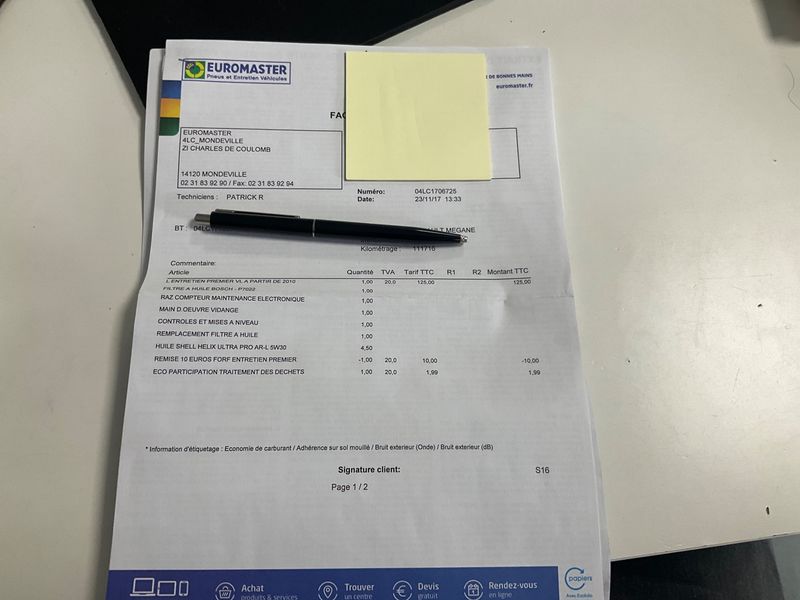 EUROMASTER
Pneus et Entretien Véhicules
E DE BONNES MAINS
euromaster.fr
FAC
EUROMASTER
4LC_MONDEVILLE
ZI CHARLES DE COULOMB
14120 MONDEVILLE
02 31 83 92 90 / Fax: 02 31 83 92 94
Techniciens : PATRICK R
Numéro: 04LC1706725
Date: 23/11/17 13:33
BT : MEGANE
Kilométrage : 111716
Commentaire:
Article Quantité TVA Tarif TTC R1 R2 Montant TTC
L ENTRETIEN PREMIER VL A PARTIR DE 2010 1,00 20,0 125,00 125,00
FILTRE A HUILE BOSCH - P7022 1,00
RAZ COMPTEUR MAINTENANCE ELECTRONIQUE 1,00
MAIN D.OEUVRE VIDANGE 1,00
CONTROLES ET MISES A NIVEAU 1,00
REMPLACEMENT FILTRE A HUILE 1,00
HUILE SHELL HELIX ULTRA PRO AR-L 5W30 4,50
REMISE 10 EUROS FORF ENTRETIEN PREMIER -1,00 20,0 10,00 -10,00
ECO PARTICIPATION TRAITEMENT DES DECHETS 1,00 20,0 1,99 1,99
* Information d'étiquetage : Economie de carburant / Adhérence sur sol mouillé / Bruit exterieur (Onde) / Bruit exterieur (dB)
Signature client: S16
Page 1 / 2
Achat
produits & services
Trouver
un centre
Devis
gratuit
Rendez-vous
en ligne
papiers